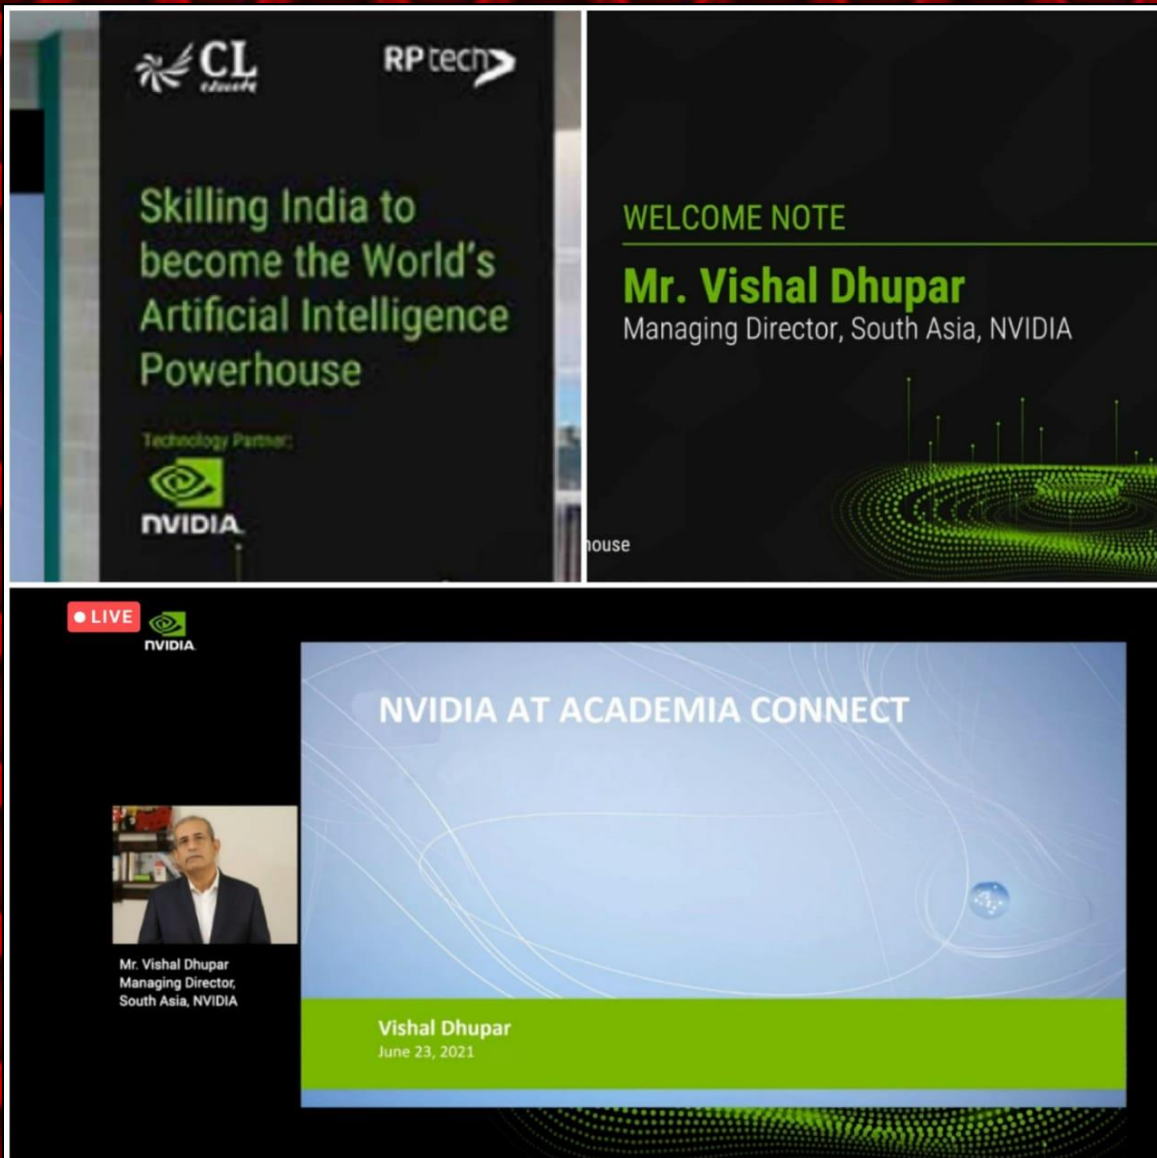 CL
educate
RP tech
Skilling India to
become the World's
Artificial Intelligence
Powerhouse
Technology Partner:
NVIDIA
WELCOME NOTE
Mr. Vishal Dhupar
Managing Director, South Asia, NVIDIA
house
LIVE
NVIDIA
NVIDIA AT ACADEMIA CONNECT
Mr. Vishal Dhupar
Managing Director,
South Asia, NVIDIA
Vishal Dhupar
June 23, 2021